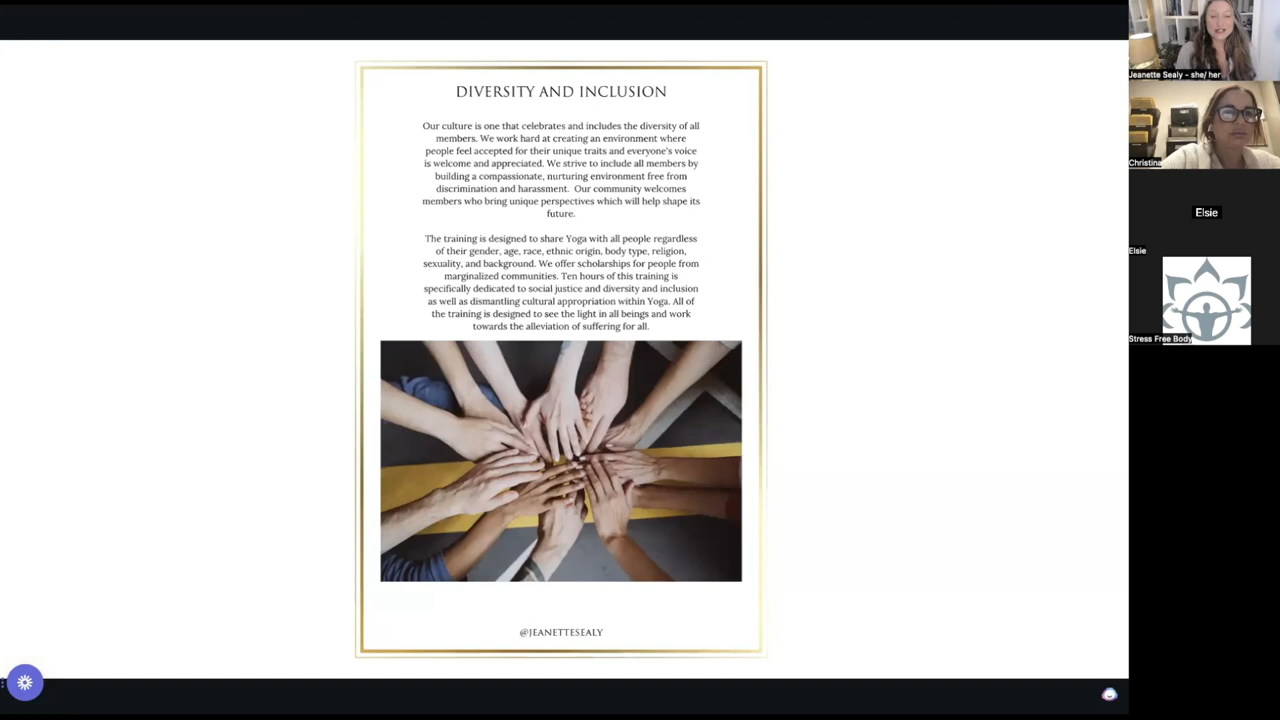 DIVERSITY AND INCLUSION
Our culture is one that celebrates and includes the diversity of all
members. We work hard at creating an environment where
people feel accepted for their unique traits and everyone's voice
is welcome and appreciated. We strive to include all members by
building a compassionate, nurturing environment free from
discrimination and harassment. Our community welcomes
members who bring unique perspectives which will help shape its
future.
The training is designed to share Yoga with all people regardless
of their gender, age, race, ethnic origin, body type, religion,
sexuality, and background. We offer scholarships for people from
marginalized communities. Ten hours of this training is
specifically dedicated to social justice and diversity and inclusion
as well as dismantling cultural appropriation within Yoga. All of
the training is designed to see the light in all beings and work
towards the alleviation of suffering for all.
@JEANETTESEALY
Jeanette Sealy - she/ her
Christina
Elsie
Elsie
Stress Free Body